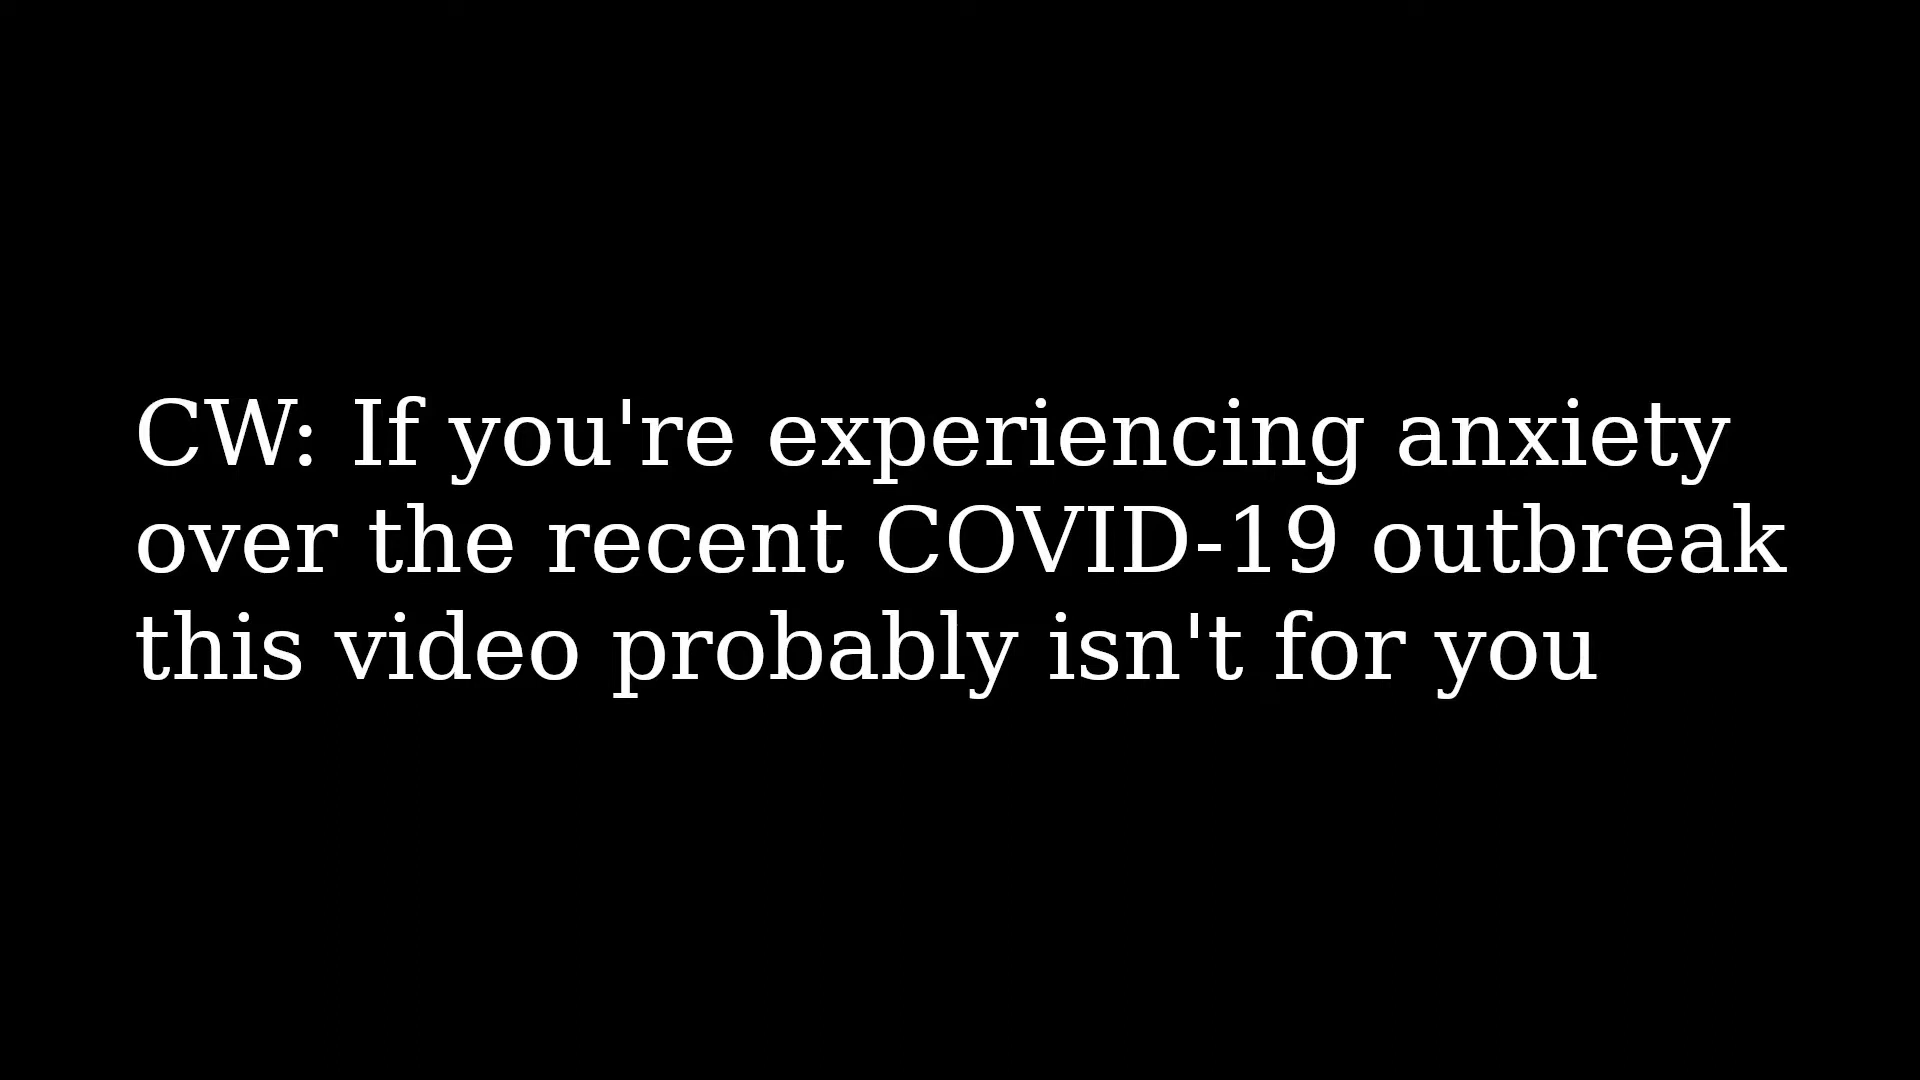 CW: If you're experiencing anxiety
over the recent COVID-19 outbreak
this video probably isn't for you